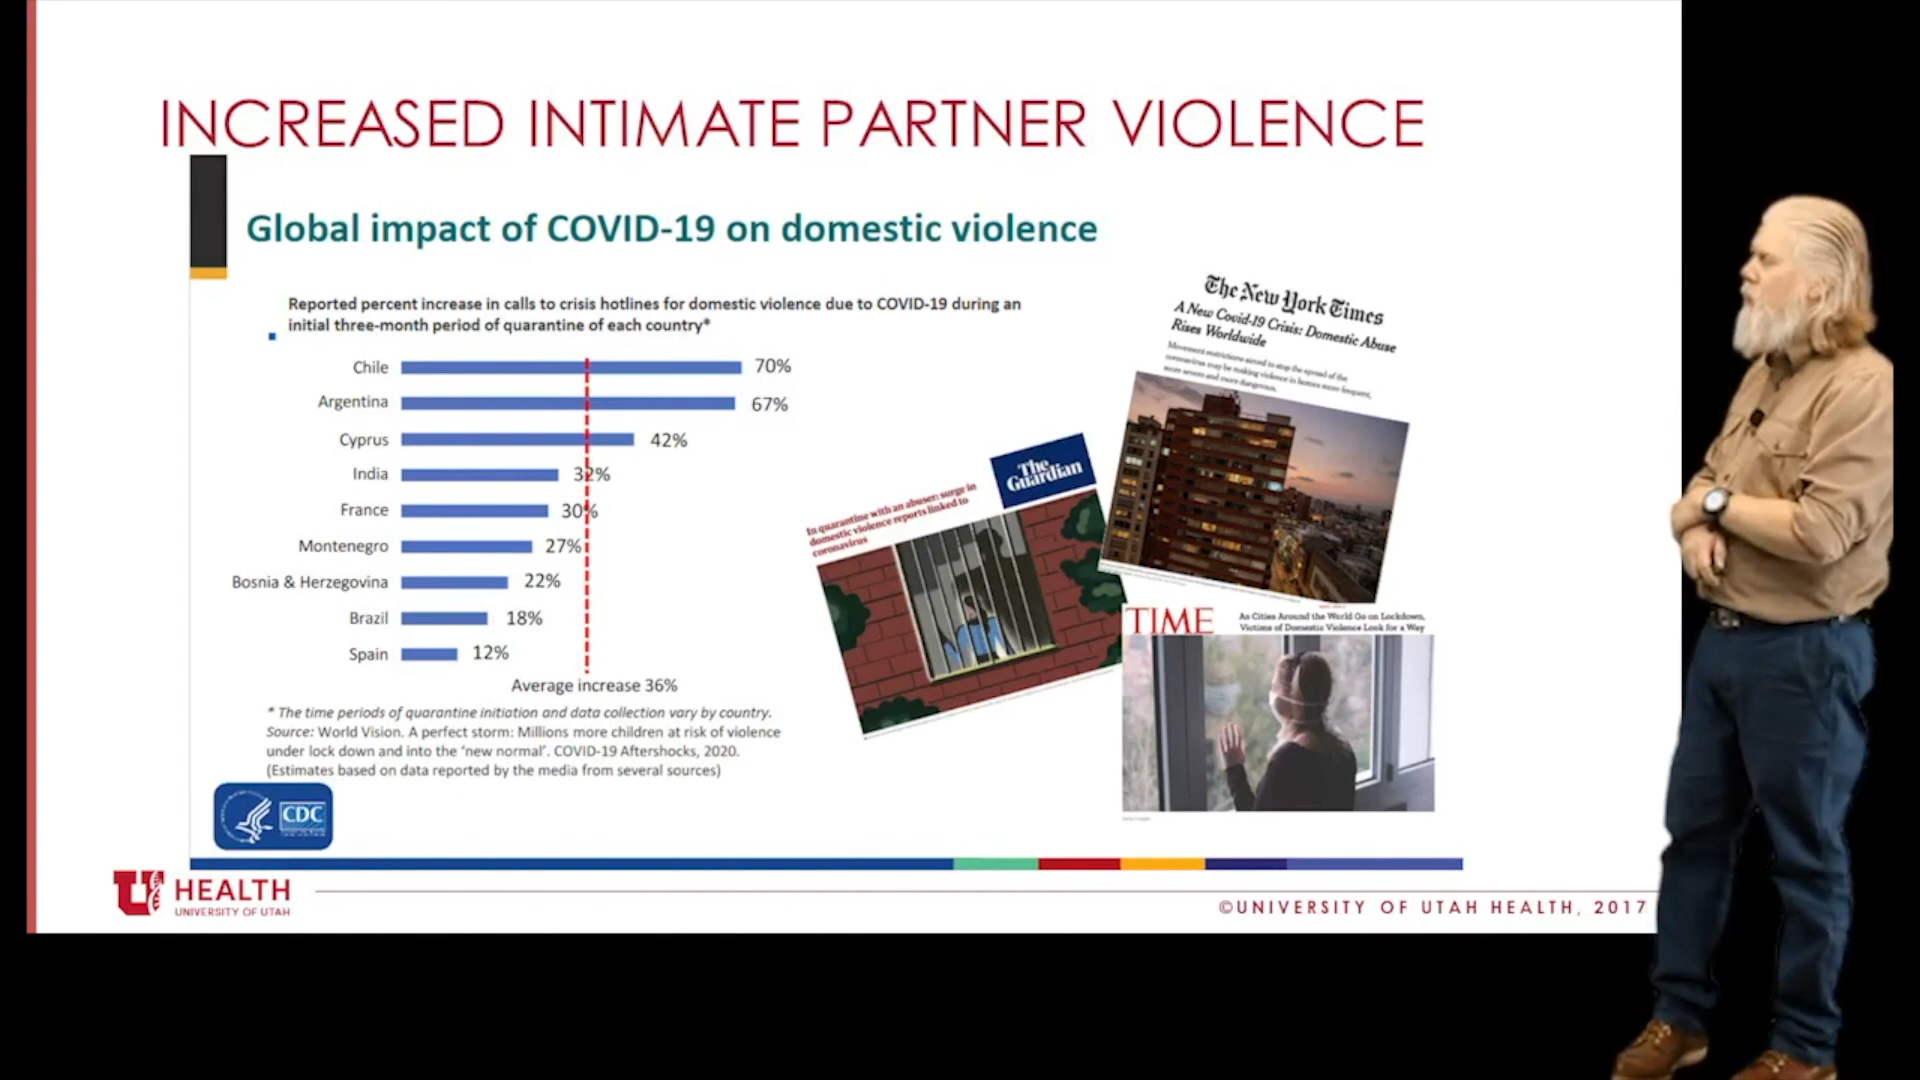 INCREASED INTIMATE PARTNER VIOLENCE
Global impact of COVID-19 on domestic violence
Reported percent increase in calls to crisis hotlines for domestic violence due to COVID-19 during an
initial three-month period of quarantine of each country*
Chile 70%
Argentina 67%
Cyprus 42%
India 32%
France 30%
Montenegro 27%
Bosnia & Herzegovina 22%
Brazil 18%
Spain 12%
Average increase 36%
* The time periods of quarantine initiation and data collection vary by country.
Source: World Vision. A perfect storm: Millions more children at risk of violence
under lock down and into the ‘new normal’. COVID-19 Aftershocks, 2020.
(Estimates based on data reported by the media from several sources)
The New York Times
A New Covid-19 Crisis: Domestic Abuse
Rises Worldwide
Movement restrictions aimed to stop the spread of the
coronavirus may be making violence in homes more frequent,
more severe and more dangerous.
The
Guardian
In quarantine with an abuser: surge in
domestic violence reports linked to
coronavirus
TIME
As Cities Around the World Go on Lockdown,
Victims of Domestic Violence Look for a Way
CDC
U HEALTH
UNIVERSITY OF UTAH
©UNIVERSITY OF UTAH HEALTH, 2017